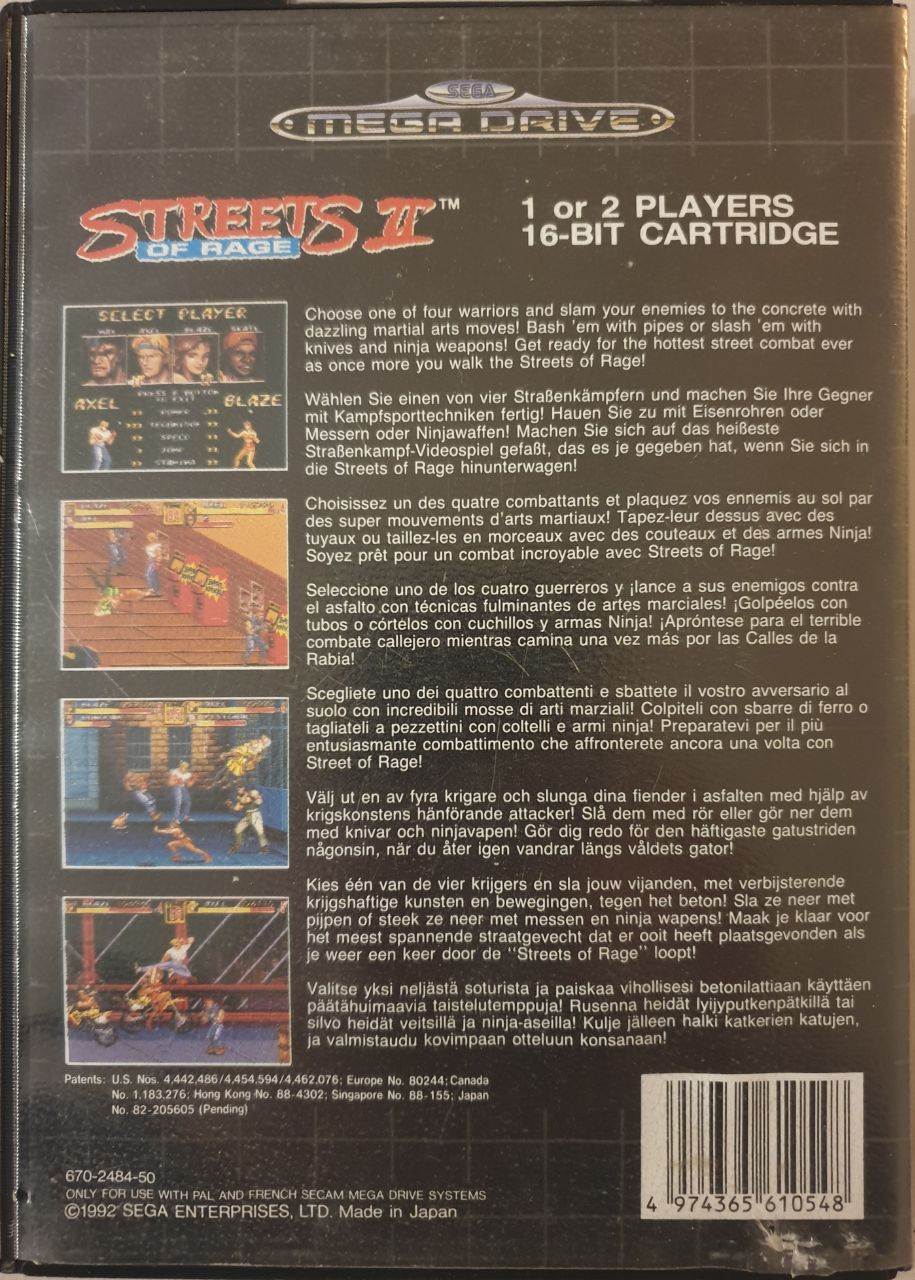 SEGA
MEGA DRIVE
STREETS II™
OF RAGE
1 or 2 PLAYERS
16-BIT CARTRIDGE
SELECT PLAYER
MAX AXEL BLAZE SKATE
AXEL
BLAZE
POWER
TECHNIQUE
SPEED
JUMP
STAMINA
Choose one of four warriors and slam your enemies to the concrete with
dazzling martial arts moves! Bash 'em with pipes or slash 'em with
knives and ninja weapons! Get ready for the hottest street combat ever
as once more you walk the Streets of Rage!
Wählen Sie einen von vier Straßenkämpfern und machen Sie Ihre Gegner
mit Kampfsporttechniken fertig! Hauen Sie zu mit Eisenrohren oder
Messern oder Ninjawaffen! Machen Sie sich auf das heißeste
Straßenkampf-Videospiel gefaßt, das es je gegeben hat, wenn Sie sich in
die Streets of Rage hinunterwagen!
Choisissez un des quatre combattants et plaquez vos ennemis au sol par
des super mouvements d'arts martiaux! Tapez-leur dessus avec des
tuyaux ou taillez-les en morceaux avec des couteaux et des armes Ninja!
Soyez prêt pour un combat incroyable avec Streets of Rage!
Seleccione uno de los cuatro guerreros y ¡lance a sus enemigos contra
el asfalto con técnicas fulminantes de artes marciales! ¡Golpéelos con
tubos o córtelos con cuchillos y armas Ninja! ¡Apróntese para el terrible
combate callejero mientras camina una vez más por las Calles de la
Rabia!
Scegliete uno dei quattro combattenti e sbattete il vostro avversario al
suolo con incredibili mosse di arti marziali! Colpiteli con sbarre di ferro o
tagliateli a pezzettini con coltelli e armi ninja! Preparatevi per il più
entusiasmante combattimento che affronterete ancora una volta con
Street of Rage!
Välj ut en av fyra krigare och slunga dina fiender i asfalten med hjälp av
krigskonstens hänförande attacker! Slå dem med rör eller gör ner dem
med knivar och ninjavapen! Gör dig redo för den häftigaste gatustriden
någonsin, när du åter igen vandrar längs våldets gator!
Kies één van de vier krijgers en sla jouw vijanden, met verbijsterende
krijgshaftige kunsten en bewegingen, tegen het beton! Sla ze neer met
pijpen of steek ze neer met messen en ninja wapens! Maak je klaar voor
het meest spannende straatgevecht dat er ooit heeft plaatsgevonden als
je weer een keer door de "Streets of Rage" loopt!
Valitse yksi neljästä soturista ja paiskaa vihollisesi betonilattiaan käyttäen
päätähuimaavia taistelutemppuja! Rusenna heidät lyijyputkenpätkillä tai
silvo heidät veitsillä ja ninja-aseilla! Kulje jälleen halki katkerien katujen,
ja valmistaudu kovimpaan otteluun konsanaan!
Patents: U.S. Nos. 4,442,486/4,454,594/4,462,076; Europe No. 80244; Canada
No. 1,183,276; Hong Kong No. 88-4302; Singapore No. 88-155; Japan
No. 82-205605 (Pending)
670-2484-50
ONLY FOR USE WITH PAL AND FRENCH SECAM MEGA DRIVE SYSTEMS
©1992 SEGA ENTERPRISES, LTD. Made in Japan
4 974365 610548